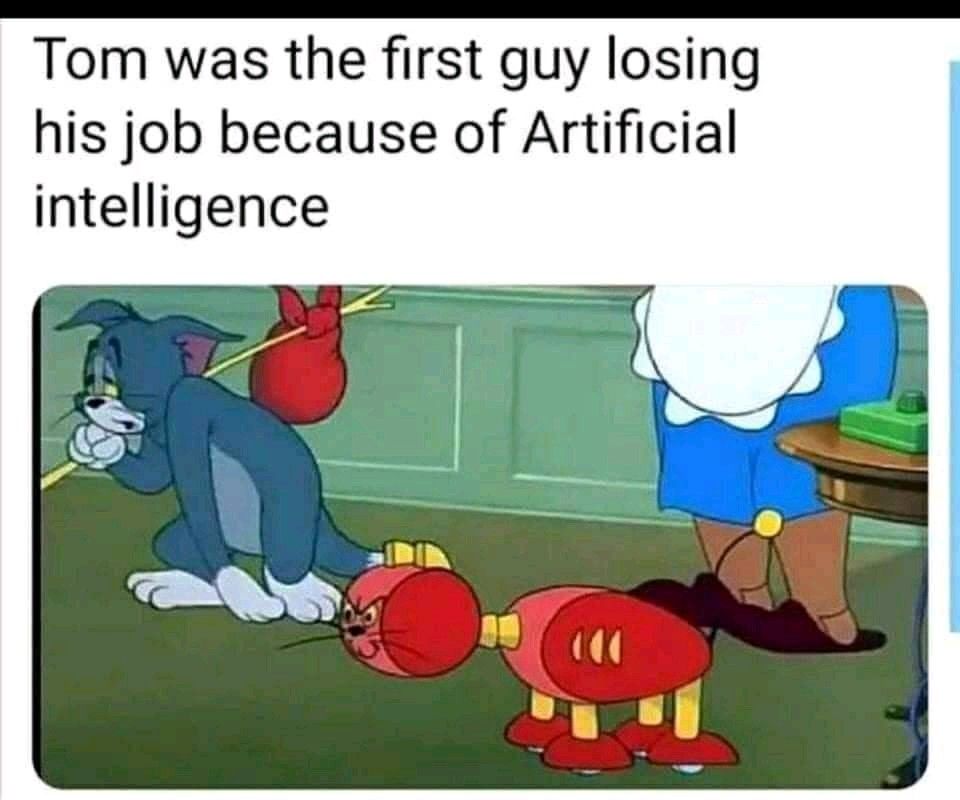 Tom was the first guy losing
his job because of Artificial
intelligence